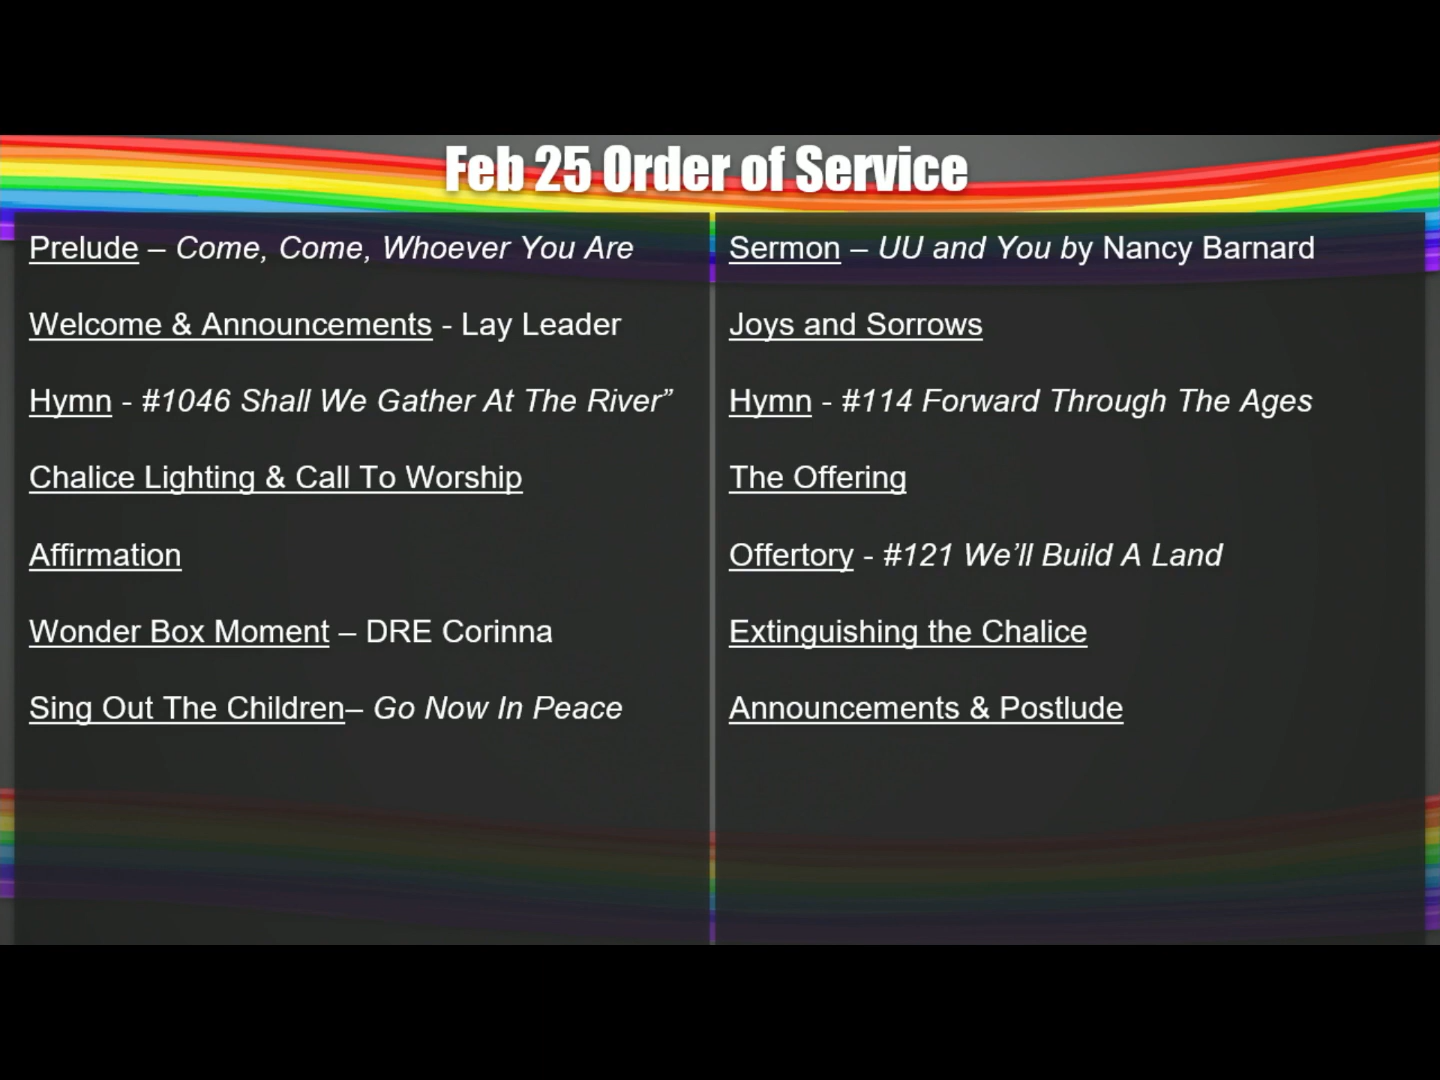 Feb 25 Order of Service
Prelude – Come, Come, Whoever You Are
Welcome & Announcements - Lay Leader
Hymn - #1046 Shall We Gather At The River”
Chalice Lighting & Call To Worship
Affirmation
Wonder Box Moment – DRE Corinna
Sing Out The Children– Go Now In Peace
Sermon – UU and You by Nancy Barnard
Joys and Sorrows
Hymn - #114 Forward Through The Ages
The Offering
Offertory - #121 We’ll Build A Land
Extinguishing the Chalice
Announcements & Postlude